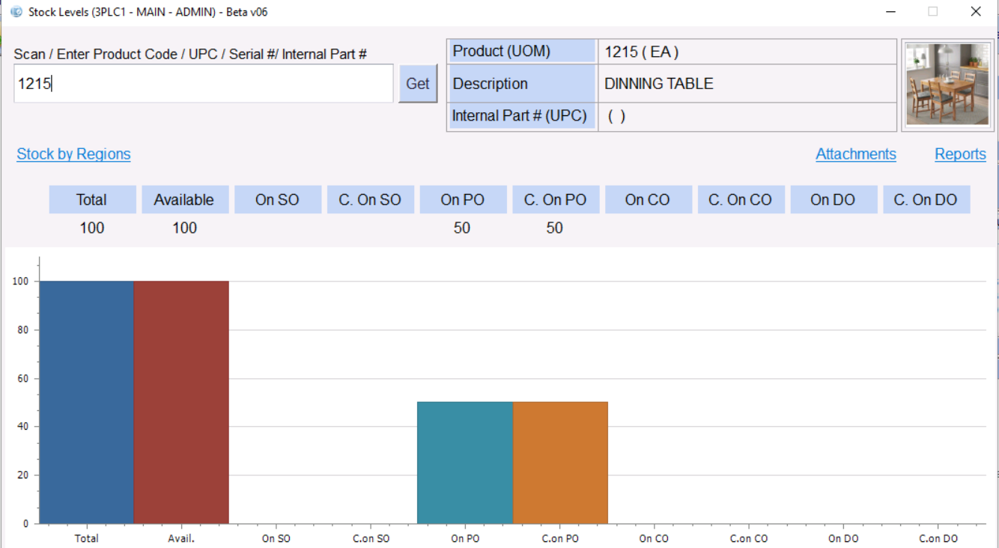 Stock Levels (3PLC1 - MAIN - ADMIN) - Beta v06
Scan / Enter Product Code / UPC / Serial #/ Internal Part #
1215
Get
Product (UOM) 1215 ( EA )
Description DINNING TABLE
Internal Part # (UPC) ( )
Stock by Regions Attachments Reports
Total Available On SO C. On SO On PO C. On PO On CO C. On CO On DO C. On DO
100 100 50 50
100
80
60
40
20
0
Total Avail. On SO C.on SO On PO C.on PO On CO C.on CO On DO C.on DO